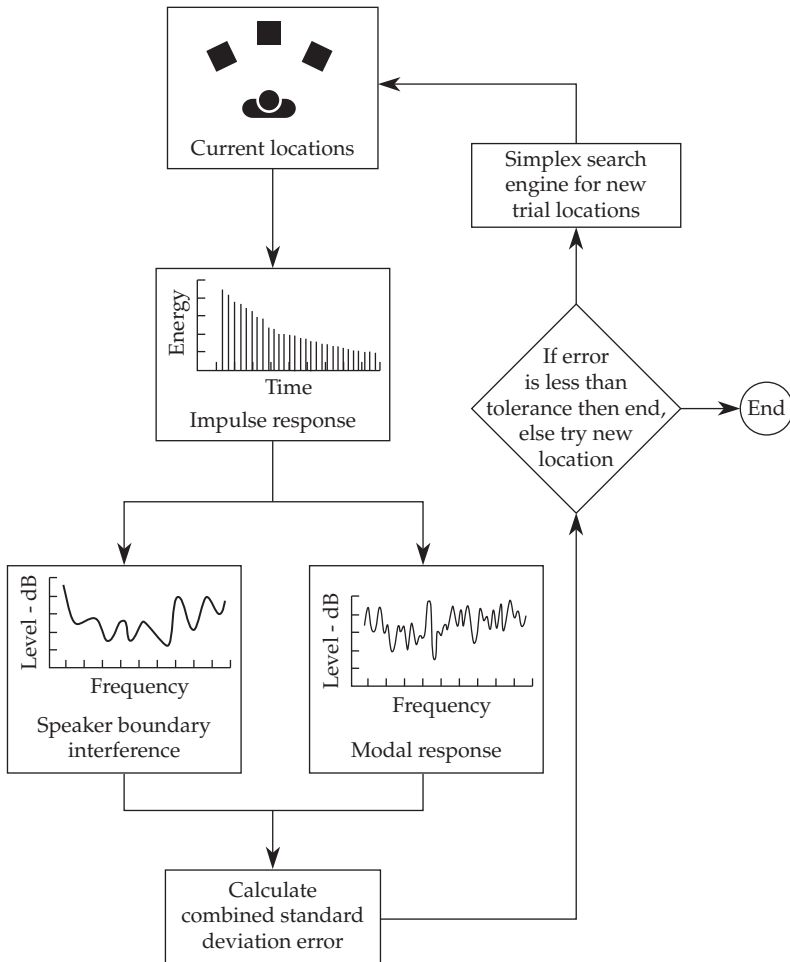 Current locations
Simplex search
engine for new
trial locations
Energy
Time
Impulse response
If error
is less than
tolerance then end,
else try new
location
End
Level - dB
Frequency
Speaker boundary
interference
Level - dB
Frequency
Modal response
Calculate
combined standard
deviation error